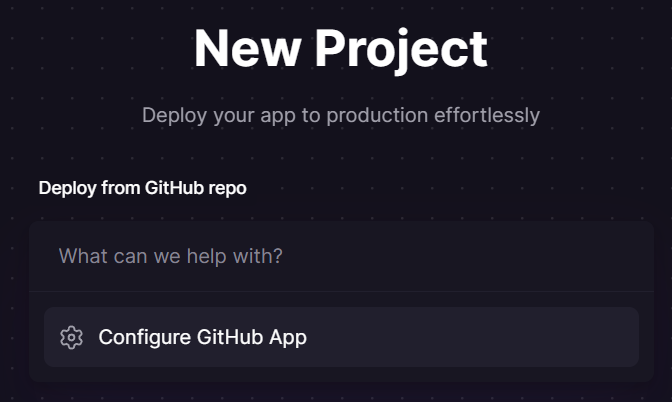 New Project
Deploy your app to production effortlessly
Deploy from GitHub repo
What can we help with?
Configure GitHub App